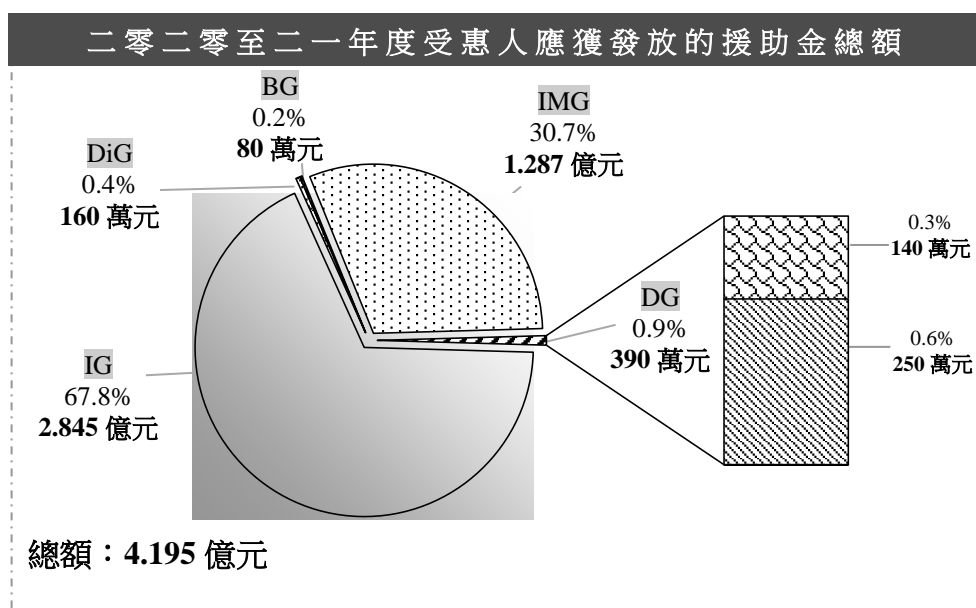 二零二零至二一年度受惠人應獲發放的援助金總額
BG
0.2%
80 萬元
IMG
30.7%
1.287 億元
DiG
0.4%
160 萬元
0.3%
140 萬元
DG
0.9%
390 萬元
0.6%
250 萬元
IG
67.8%
2.845 億元
總額：4.195 億元